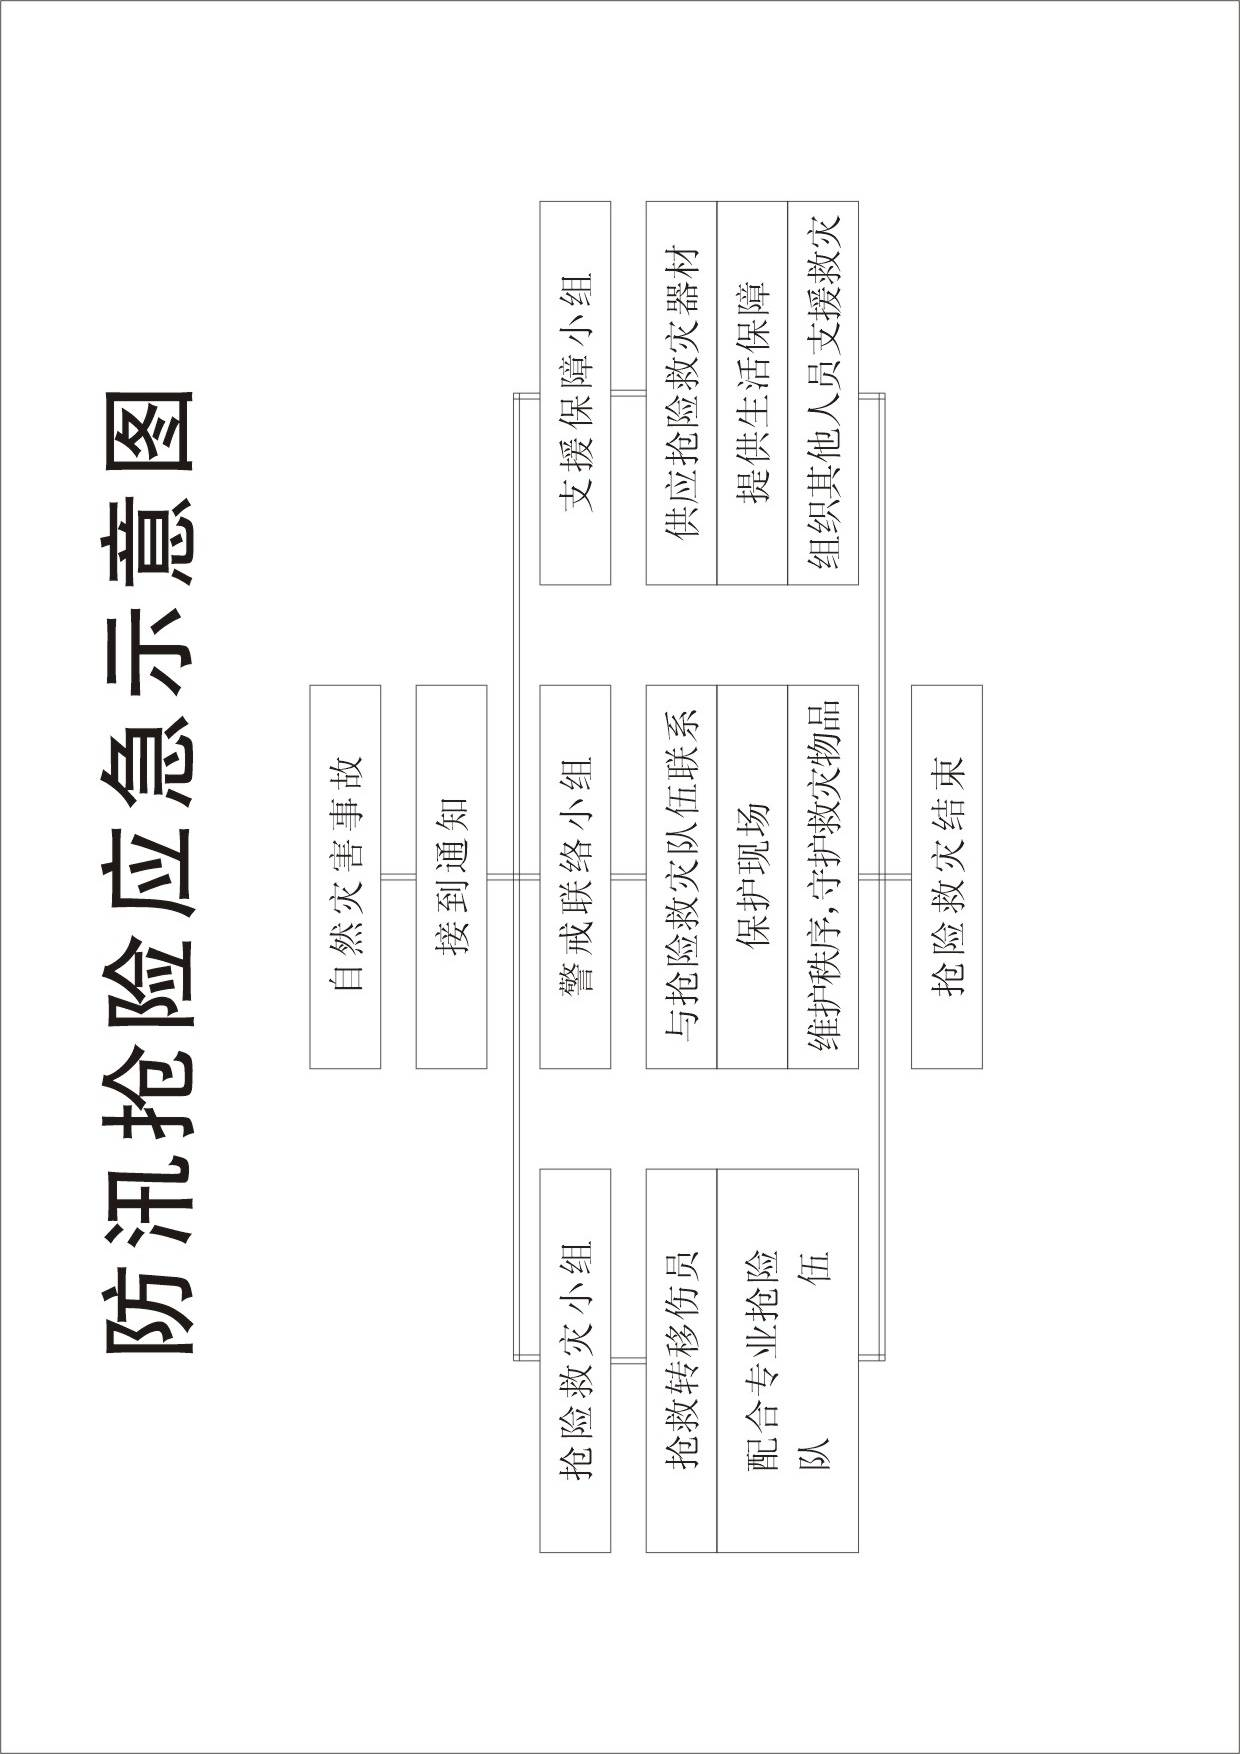 防汛抢险应急示意图
自然灾害事故
接到通知
抢险救灾小组
警戒联络小组
支援保障小组
抢救转移伤员
配合专业抢险
队伍
与抢险救灾队伍联系
保护现场
维护秩序,守护救灾物品
供应抢险救灾器材
提供生活保障
组织其他人员支援救灾
抢险救灾结束